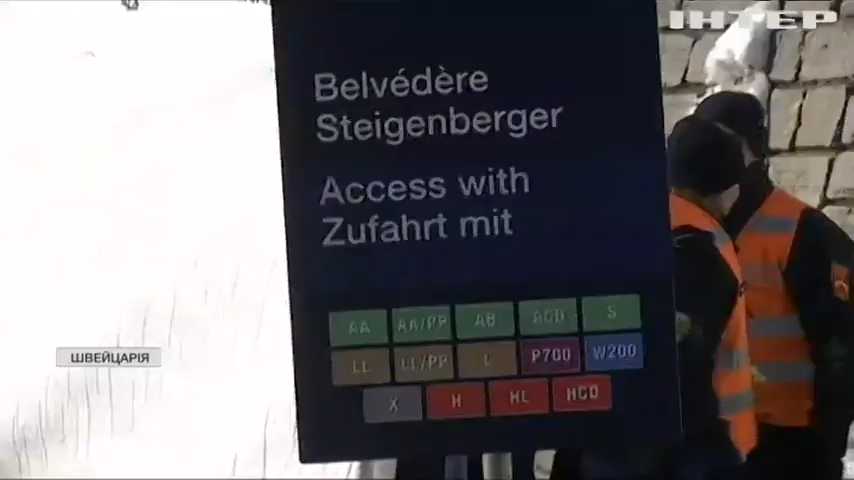 ІНТЕР
Belvédère
Steigenberger
Access with
Zufahrt mit
AA AA/PP AB ACD S
LL LL/PP L P700 W200
X H HL HCD
ШВЕЙЦАРІЯ